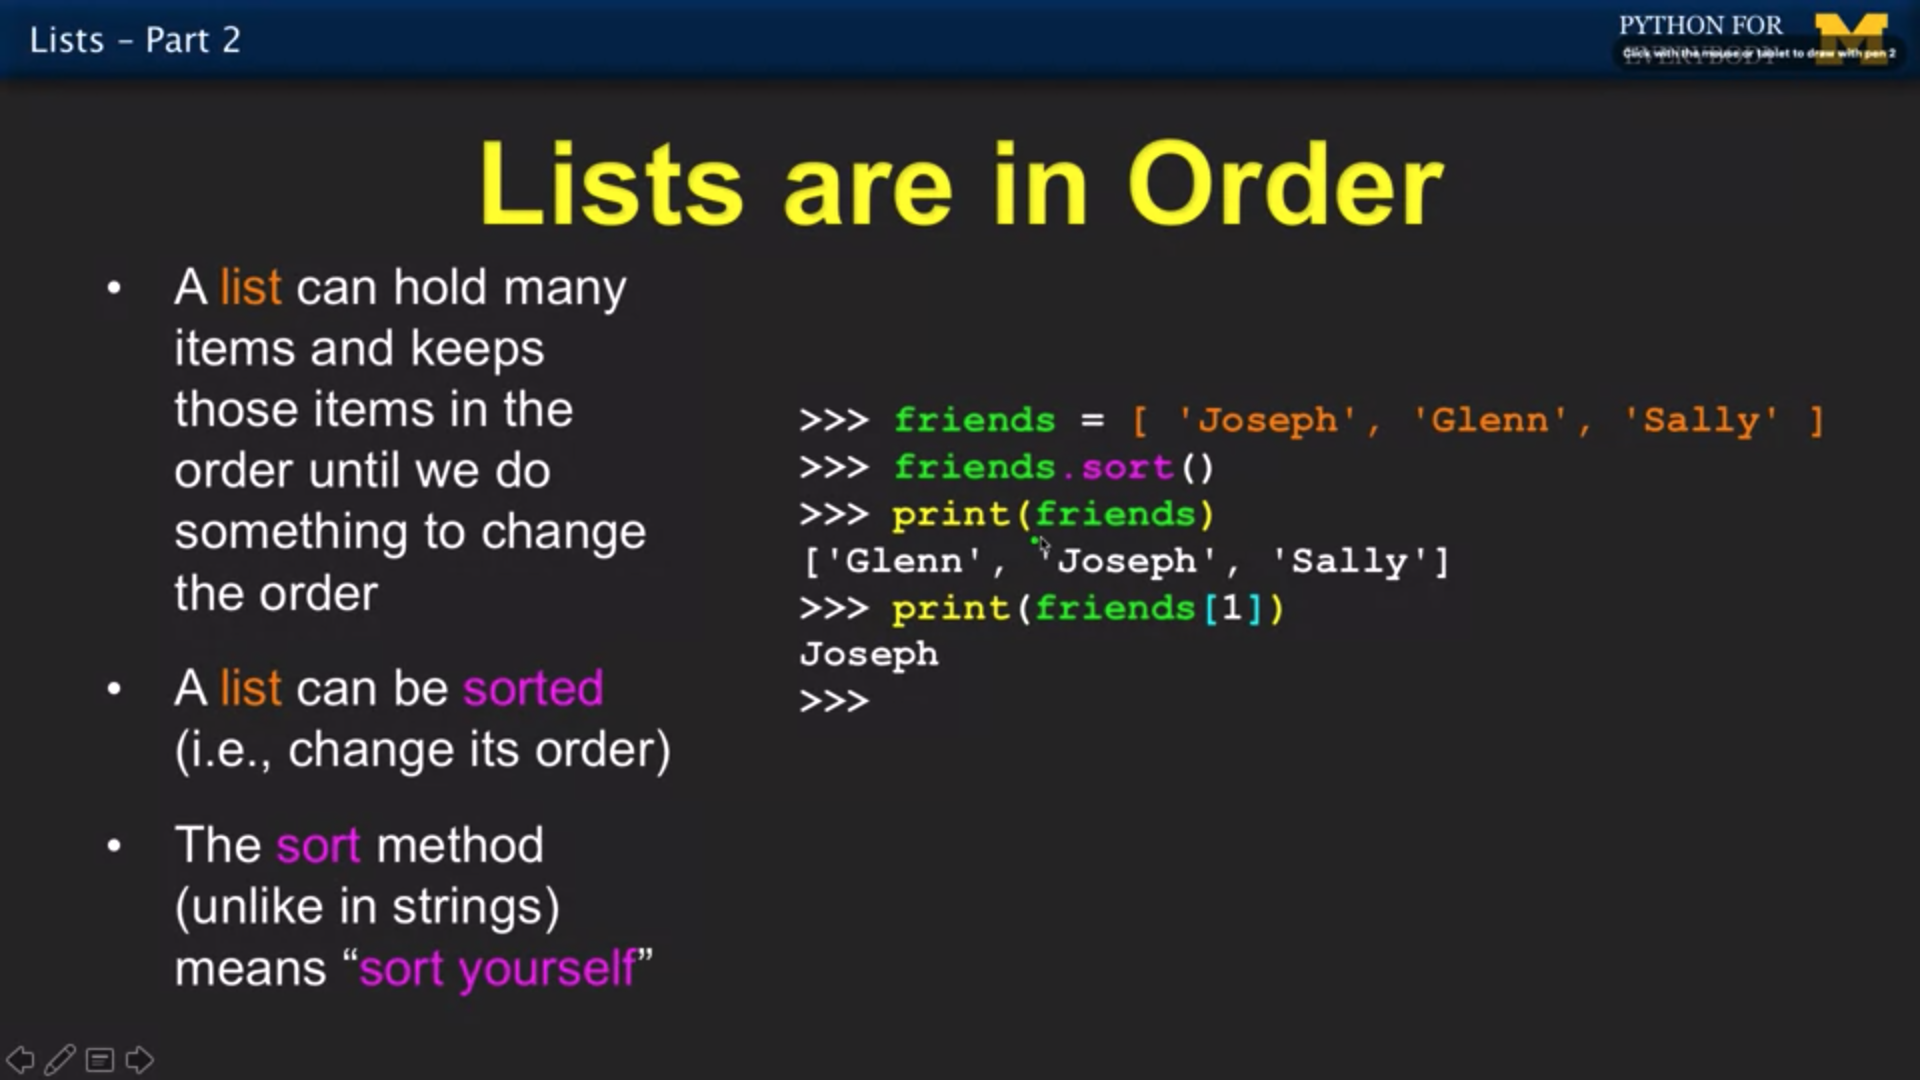 Lists – Part 2
PYTHON FOR
EVERYBODY
Click with the mouse or tablet to draw with pen 2
Lists are in Order
• A list can hold many
items and keeps
those items in the
order until we do
something to change
the order
• A list can be sorted
(i.e., change its order)
• The sort method
(unlike in strings)
means “sort yourself”
>>> friends = [ 'Joseph', 'Glenn', 'Sally' ]
>>> friends.sort()
>>> print(friends)
['Glenn', 'Joseph', 'Sally']
>>> print(friends[1])
Joseph
>>>